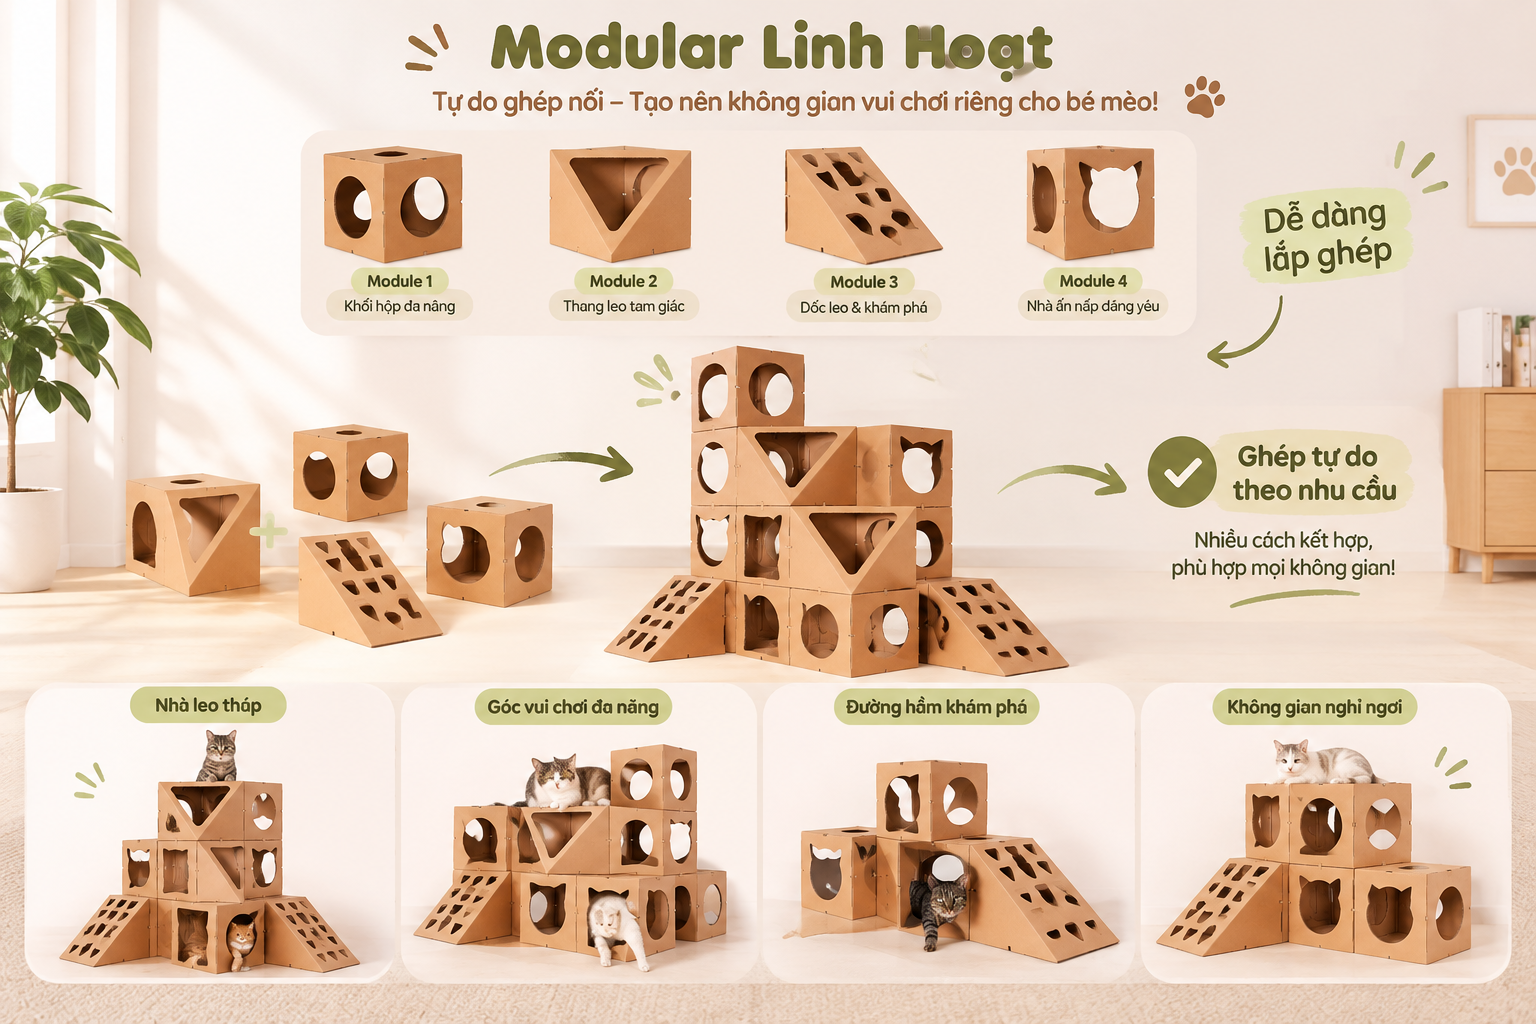 Modular Linh Hoạt
Tự do ghép nối – Tạo nên không gian vui chơi riêng cho bé mèo!
Module 1
Khối hộp đa năng
Module 2
Thang leo tam giác
Module 3
Dốc leo & khám phá
Module 4
Nhà ẩn nấp đáng yêu
Dễ dàng
lắp ghép
Ghép tự do
theo nhu cầu
Nhiều cách kết hợp,
phù hợp mọi không gian!
Nhà leo tháp
Góc vui chơi đa năng
Đường hầm khám phá
Không gian nghỉ ngơi